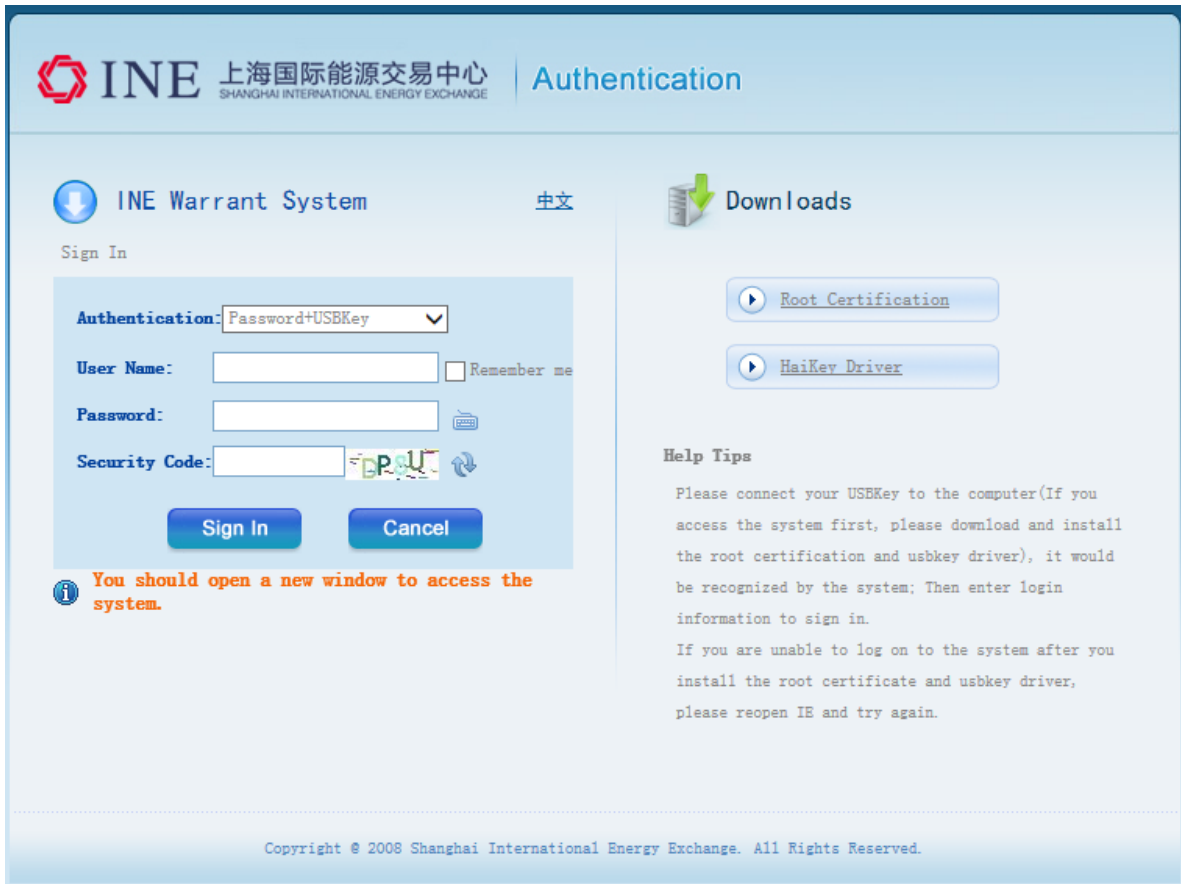 INE 上海国际能源交易中心 Authentication
SHANGHAI INTERNATIONAL ENERGY EXCHANGE
INE Warrant System 中文
Sign In
Authentication: Password+USBKey
User Name: Remember me
Password:
Security Code:
Sign In Cancel
You should open a new window to access the
system.
Downloads
Root Certification
HaiKey Driver
Help Tips
Please connect your USBKey to the computer(If you
access the system first, please download and install
the root certification and usbkey driver), it would
be recognized by the system; Then enter login
information to sign in.
If you are unable to log on to the system after you
install the root certificate and usbkey driver,
please reopen IE and try again.
Copyright @ 2008 Shanghai International Energy Exchange. All Rights Reserved.